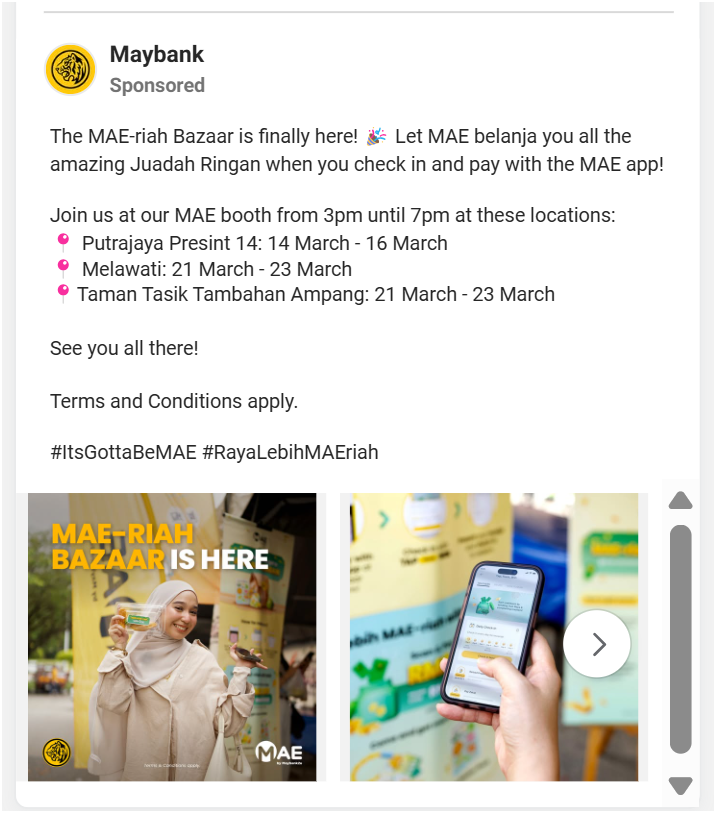 Maybank
Sponsored
The MAE-riah Bazaar is finally here! 🎉 Let MAE belanja you all the
amazing Juadah Ringan when you check in and pay with the MAE app!
Join us at our MAE booth from 3pm until 7pm at these locations:
📍 Putrajaya Presint 14: 14 March - 16 March
📍 Melawati: 21 March - 23 March
📍 Taman Tasik Tambahan Ampang: 21 March - 23 March
See you all there!
Terms and Conditions apply.
#ItsGottaBeMAE #RayaLebihMAEriah
MAE-RIAH
BAZAAR IS HERE
MAE
by Maybank2u
Terms & Conditions apply.